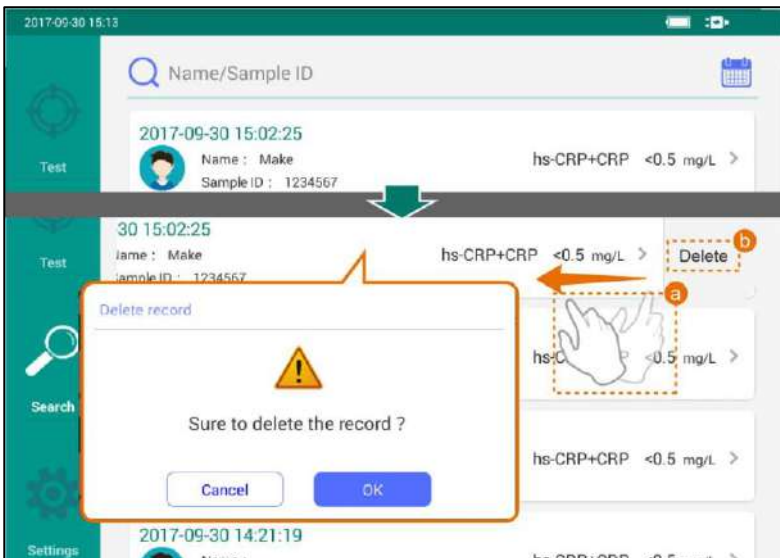 2017-09-30 15:13
Name/Sample ID
2017-09-30 15:02:25
Name : Make
Sample ID : 1234567
hs-CRP+CRP <0.5 mg/L >
Test
30 15:02:25
lame : Make
ample ID : 1234567
hs-CRP+CRP <0.5 mg/L >
Delete
b
a
Test
Delete record
Sure to delete the record ?
Cancel
OK
hs-C <0.5 mg/L >
Search
hs-CRP+CRP <0.5 mg/L >
2017-09-30 14:21:19
Settings